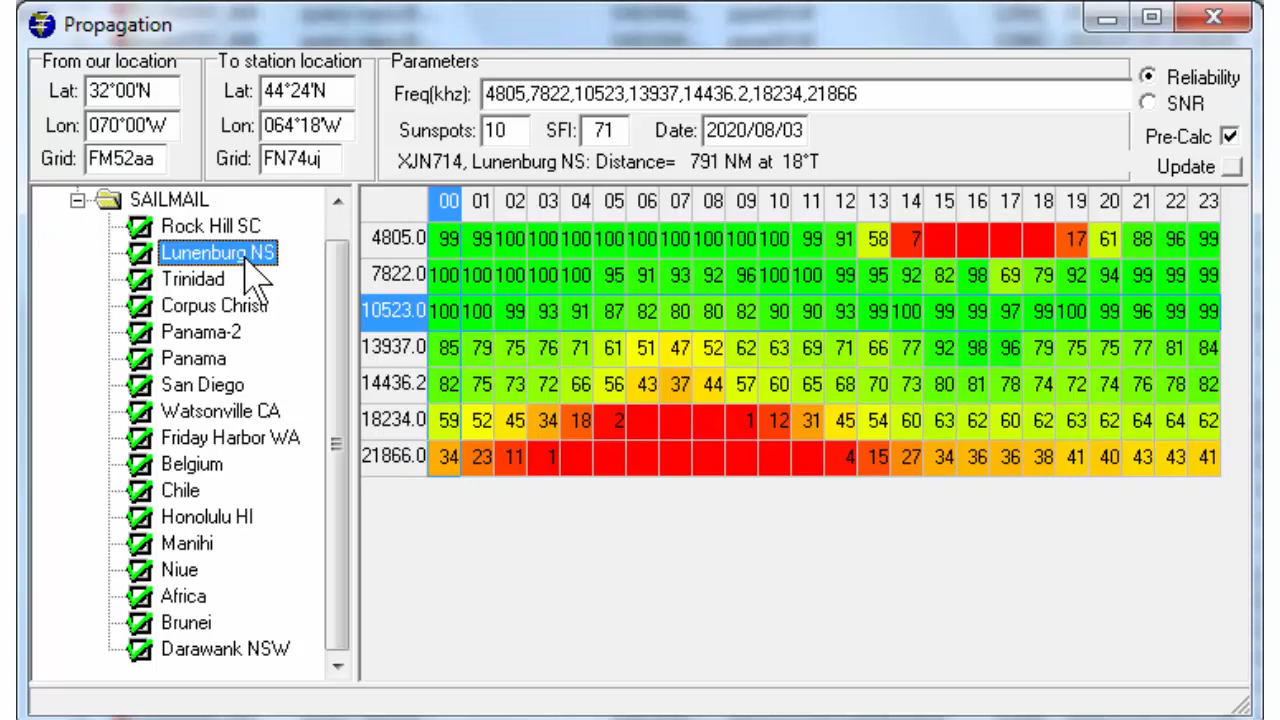 Propagation
From our location
Lat: 32°00'N
Lon: 070°00'W
Grid: FM52aa
To station location
Lat: 44°24'N
Lon: 064°18'W
Grid: FN74uj
Parameters
Freq(khz): 4805,7822,10523,13937,14436.2,18234,21866
Sunspots: 10 SFI: 71 Date: 2020/08/03
XJN714, Lunenburg NS: Distance= 791 NM at 18°T
Reliability
SNR
Pre-Calc
Update
SAILMAIL
Rock Hill SC
Lunenburg NS
Trinidad
Corpus Christi
Panama-2
Panama
San Diego
Watsonville CA
Friday Harbor WA
Belgium
Chile
Honolulu HI
Manihi
Niue
Africa
Brunei
Darawank NSW
00 01 02 03 04 05 06 07 08 09 10 11 12 13 14 15 16 17 18 19 20 21 22 23
4805.0 99 99 100 100 100 100 100 100 100 100 100 99 91 58 7 17 61 88 96 99
7822.0 100 100 100 100 100 95 91 93 92 96 100 100 99 95 92 82 98 69 79 92 94 99 99 99
10523.0 100 100 99 93 91 87 82 80 80 82 90 90 93 99 100 99 99 97 99 100 99 96 99 99
13937.0 85 79 75 76 71 61 51 47 52 62 63 69 71 66 77 92 98 96 79 75 75 77 81 84
14436.2 82 75 73 72 66 56 43 37 44 57 60 65 68 70 73 80 81 78 74 72 74 76 78 82
18234.0 59 52 45 34 18 2 1 12 31 45 54 60 63 62 60 62 63 62 64 64 62
21866.0 34 23 11 1 4 15 27 34 36 36 38 41 40 43 43 41